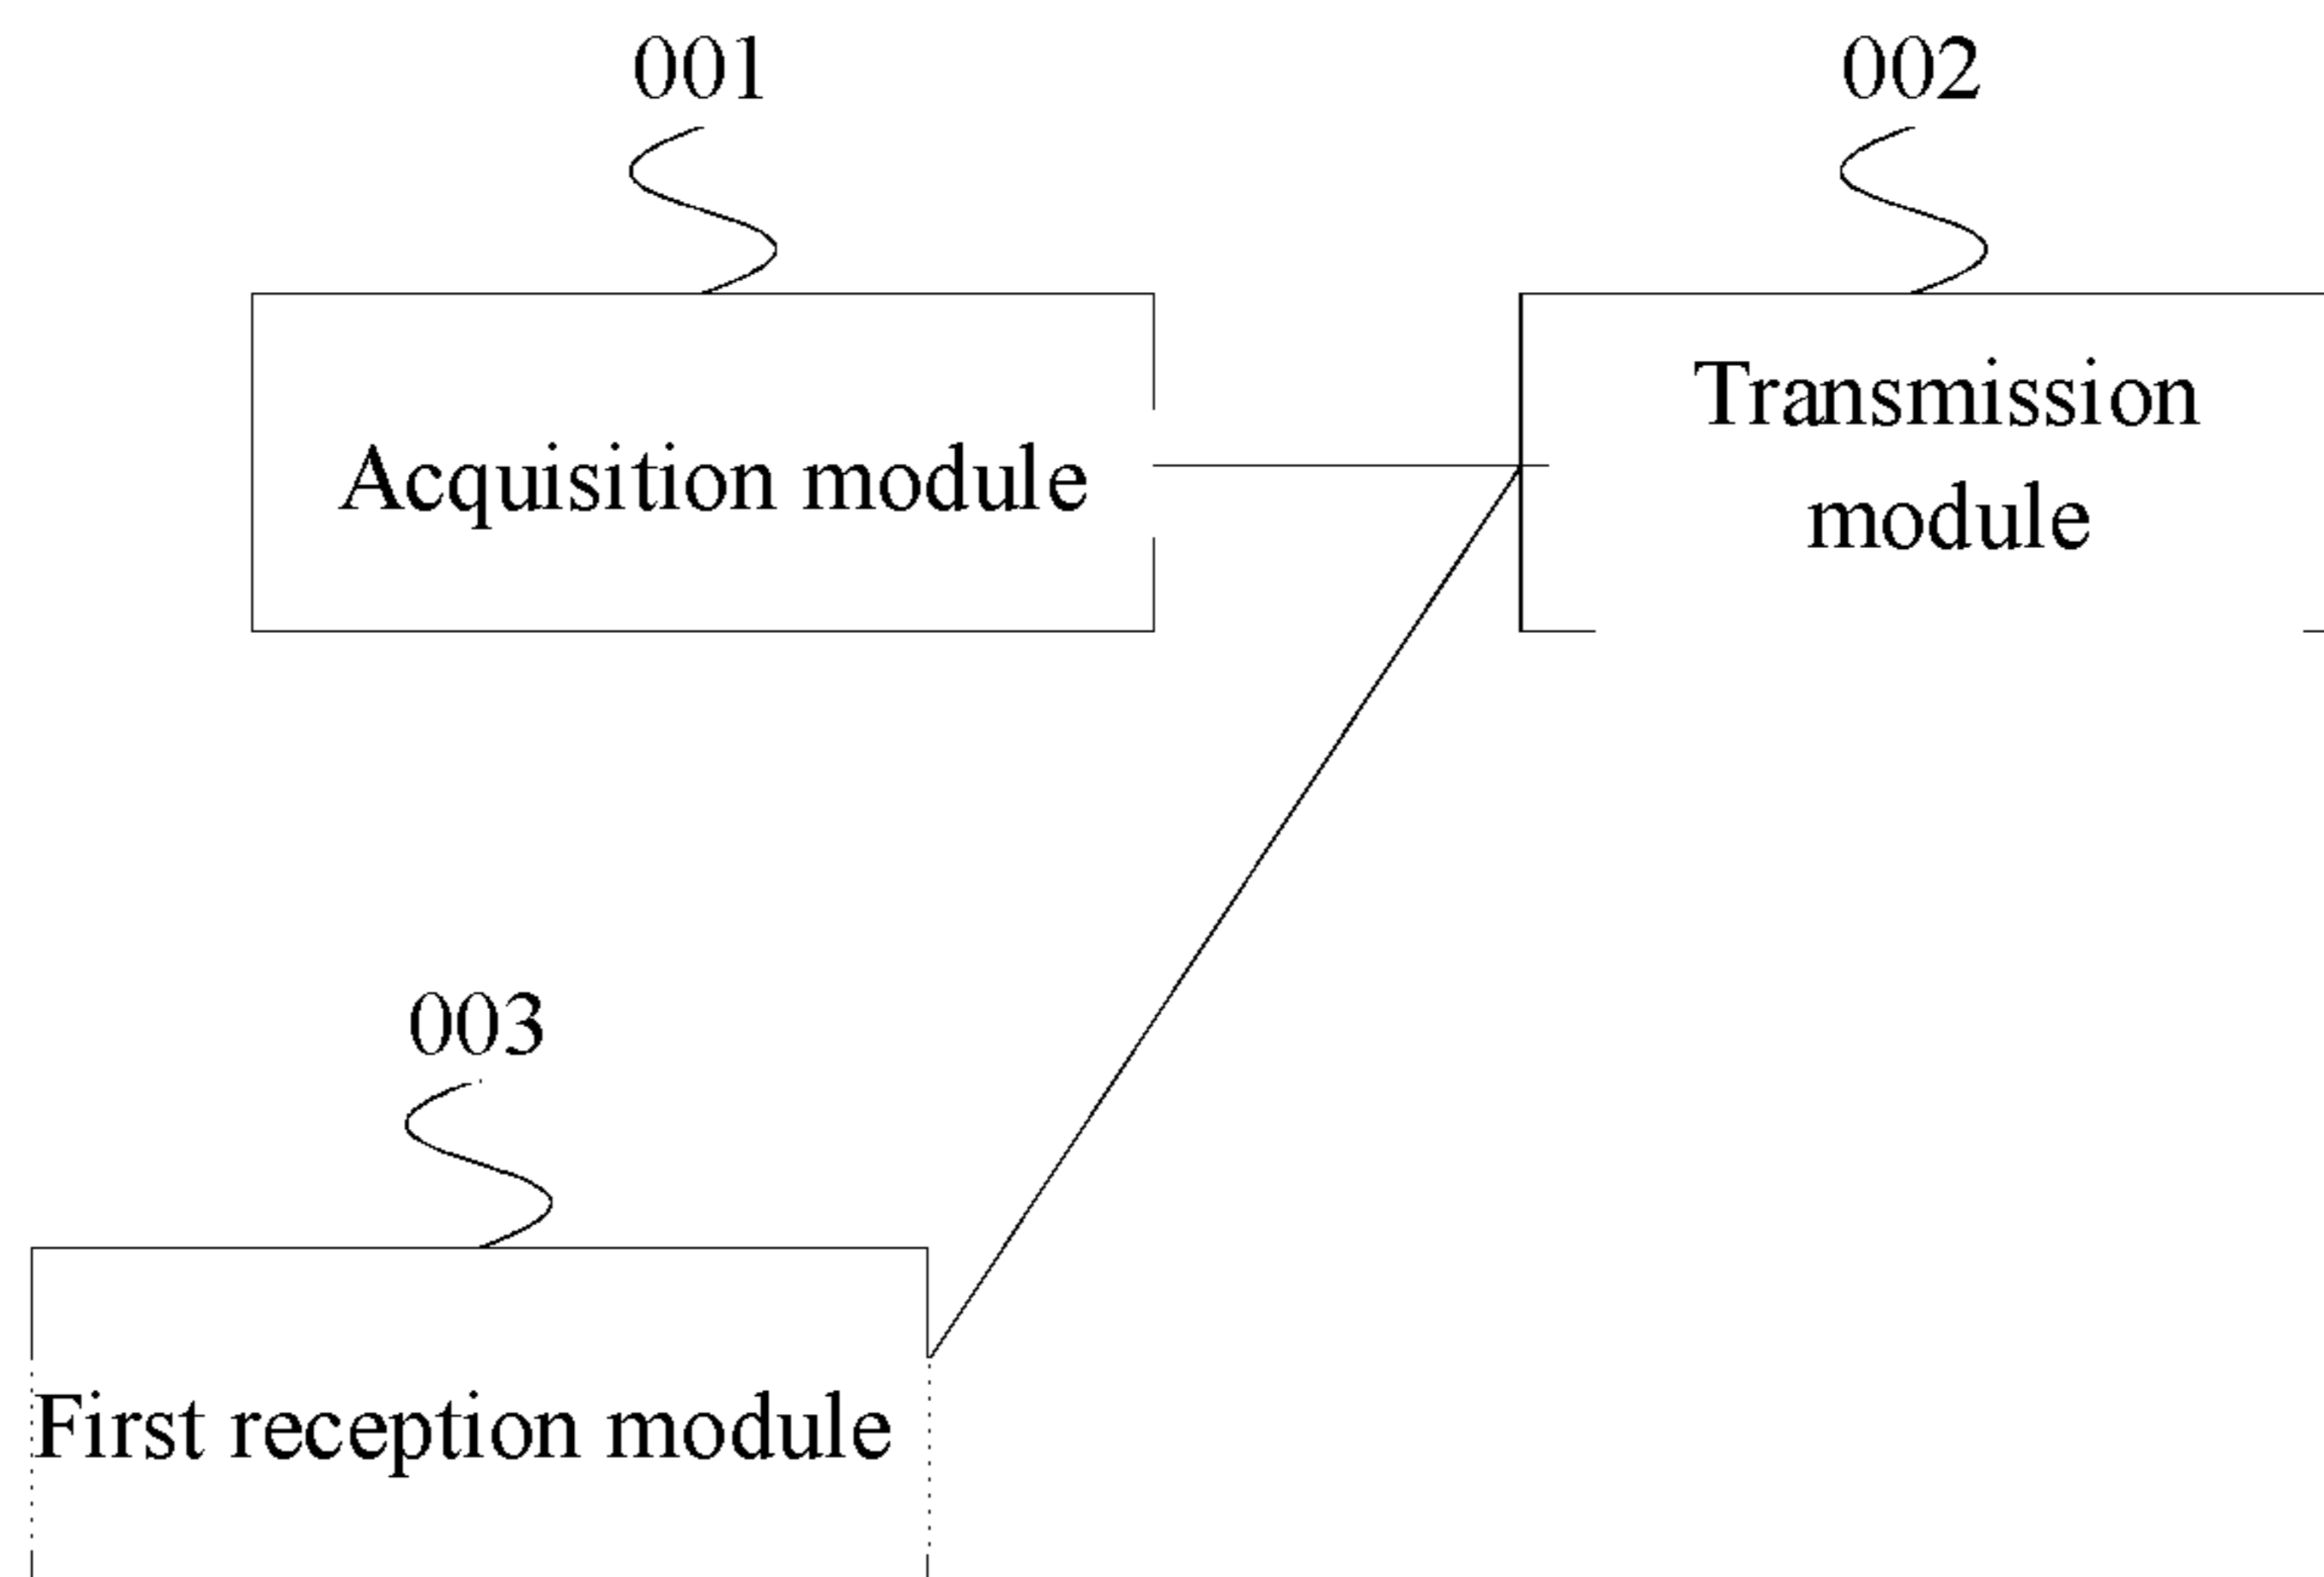 001
002
Acquisition module
Transmission
module
003
First reception module